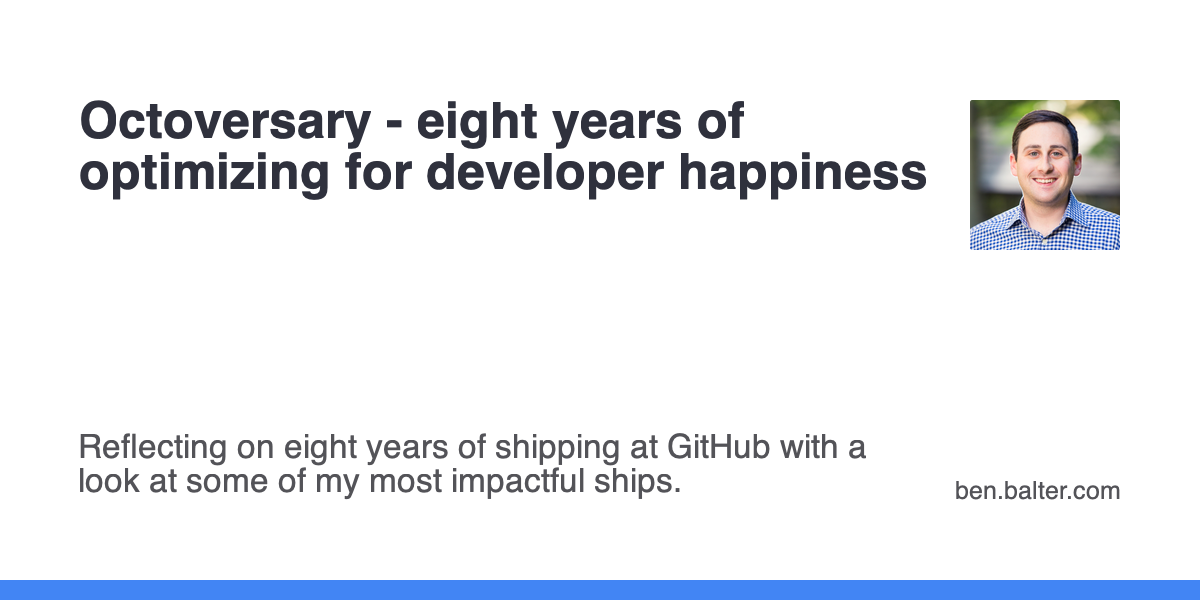 Octoversary - eight years of
optimizing for developer happiness
Reflecting on eight years of shipping at GitHub with a
look at some of my most impactful ships.
ben.balter.com